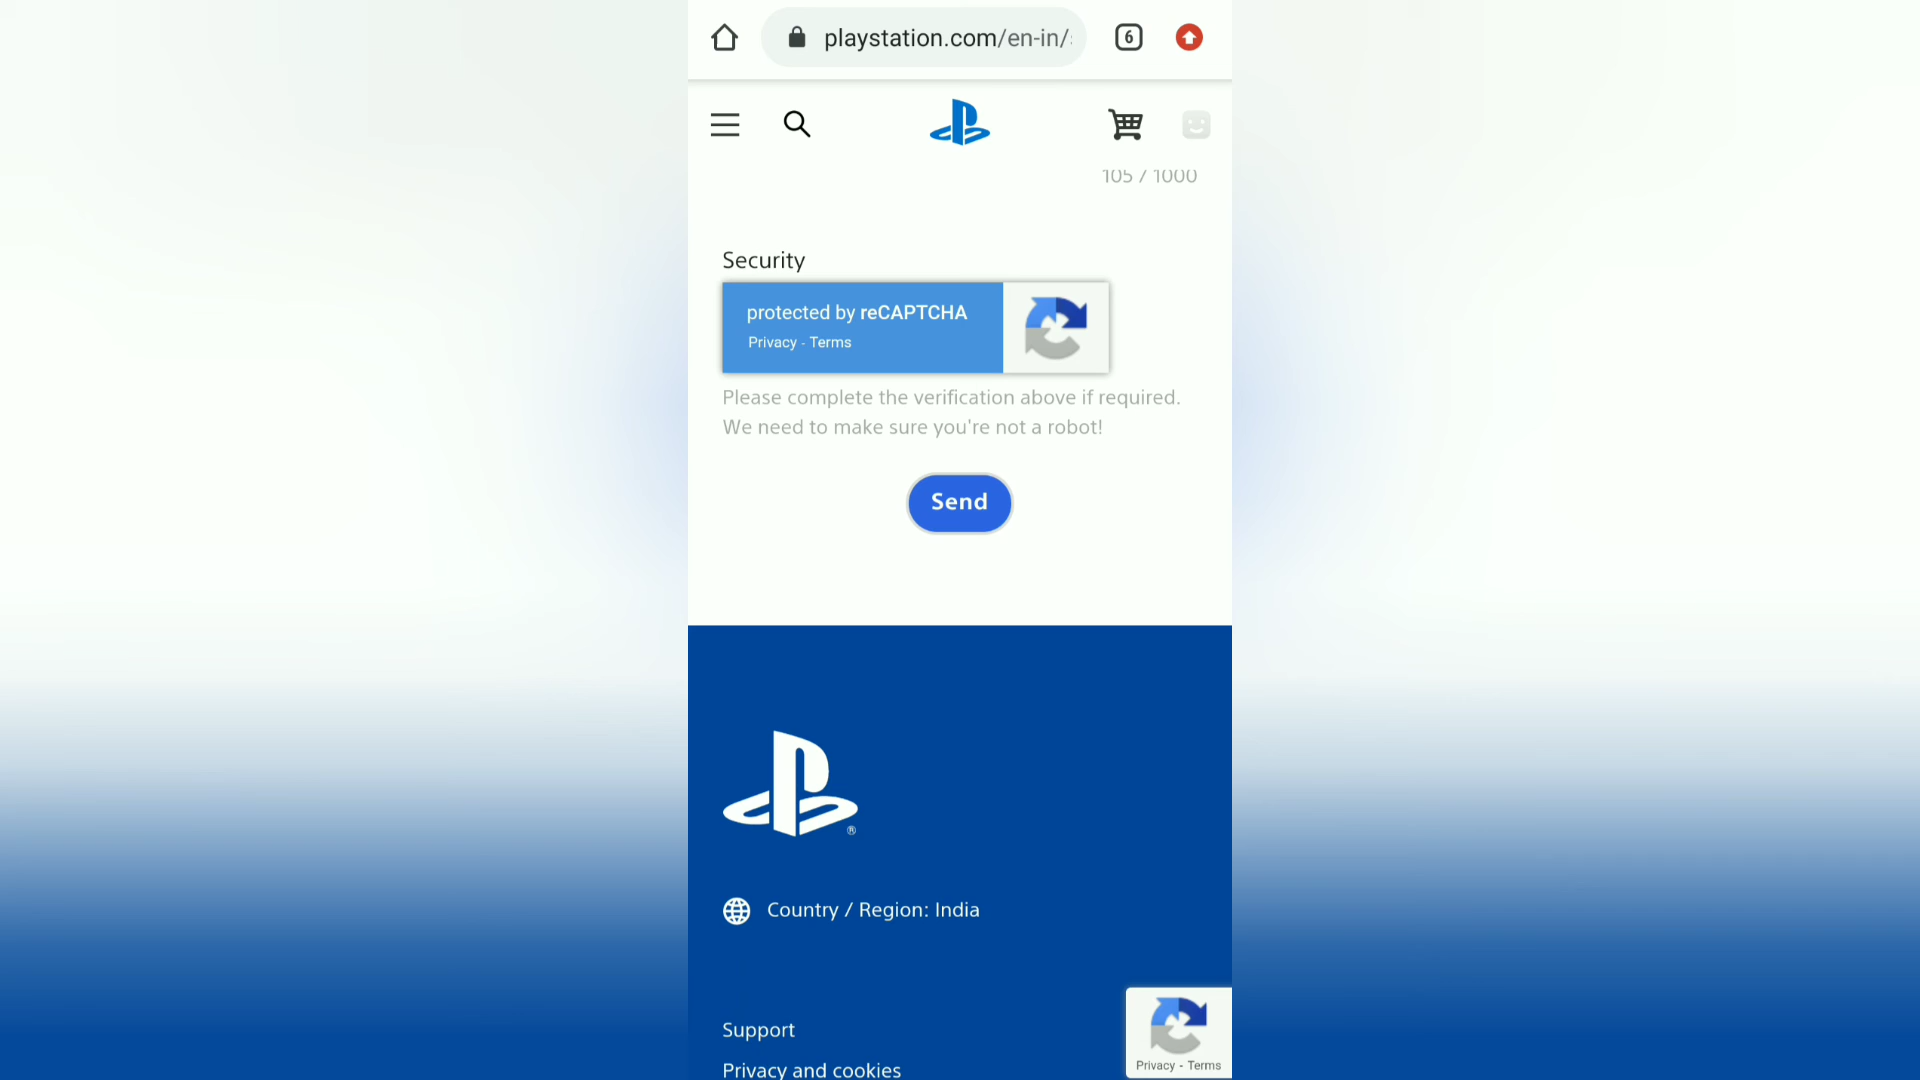 playstation.com/en-in/
6
105 / 1000
Security
protected by reCAPTCHA
Privacy - Terms
Please complete the verification above if required.
We need to make sure you're not a robot!
Send
®
Country / Region: India
Support
Privacy and cookies
Privacy - Terms